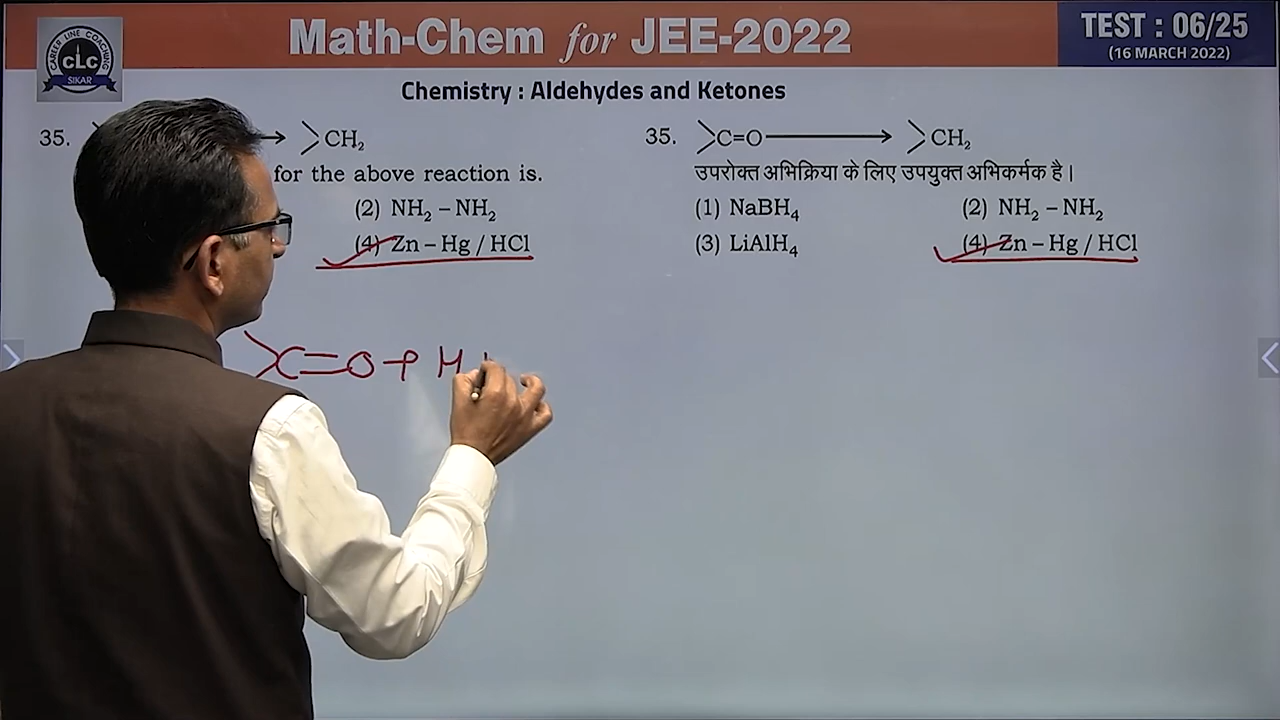 Math-Chem for JEE-2022
TEST : 06/25
(16 MARCH 2022)
CAREER LINE COACHING
CLC
SIKAR
Chemistry : Aldehydes and Ketones
35.
CH₂
for the above reaction is.
(2) NH₂ – NH₂
(4) Zn – Hg / HCl
C=O + H
35. C=O ⟶ CH₂
उपरोक्त अभिक्रिया के लिए उपयुक्त अभिकर्मक है।
(1) NaBH₄ (2) NH₂ – NH₂
(3) LiAlH₄ (4) Zn – Hg / HCl